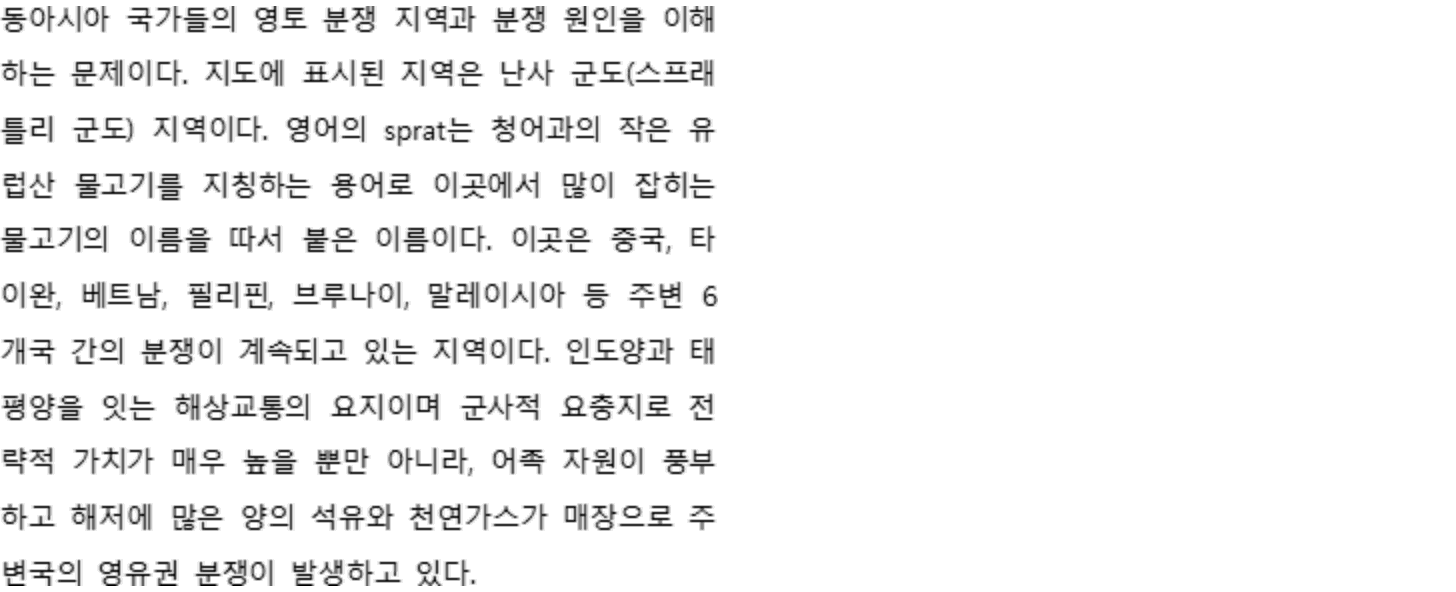 동아시아 국가들의 영토 분쟁 지역과 분쟁 원인을 이해
하는 문제이다. 지도에 표시된 지역은 난사 군도(스프래
틀리 군도) 지역이다. 영어의 sprat는 청어과의 작은 유
럽산 물고기를 지칭하는 용어로 이곳에서 많이 잡히는
물고기의 이름을 따서 붙은 이름이다. 이곳은 중국, 타
이완, 베트남, 필리핀, 브루나이, 말레이시아 등 주변 6
개국 간의 분쟁이 계속되고 있는 지역이다. 인도양과 태
평양을 잇는 해상교통의 요지이며 군사적 요충지로 전
략적 가치가 매우 높을 뿐만 아니라, 어족 자원이 풍부
하고 해저에 많은 양의 석유와 천연가스가 매장으로 주
변국의 영유권 분쟁이 발생하고 있다.